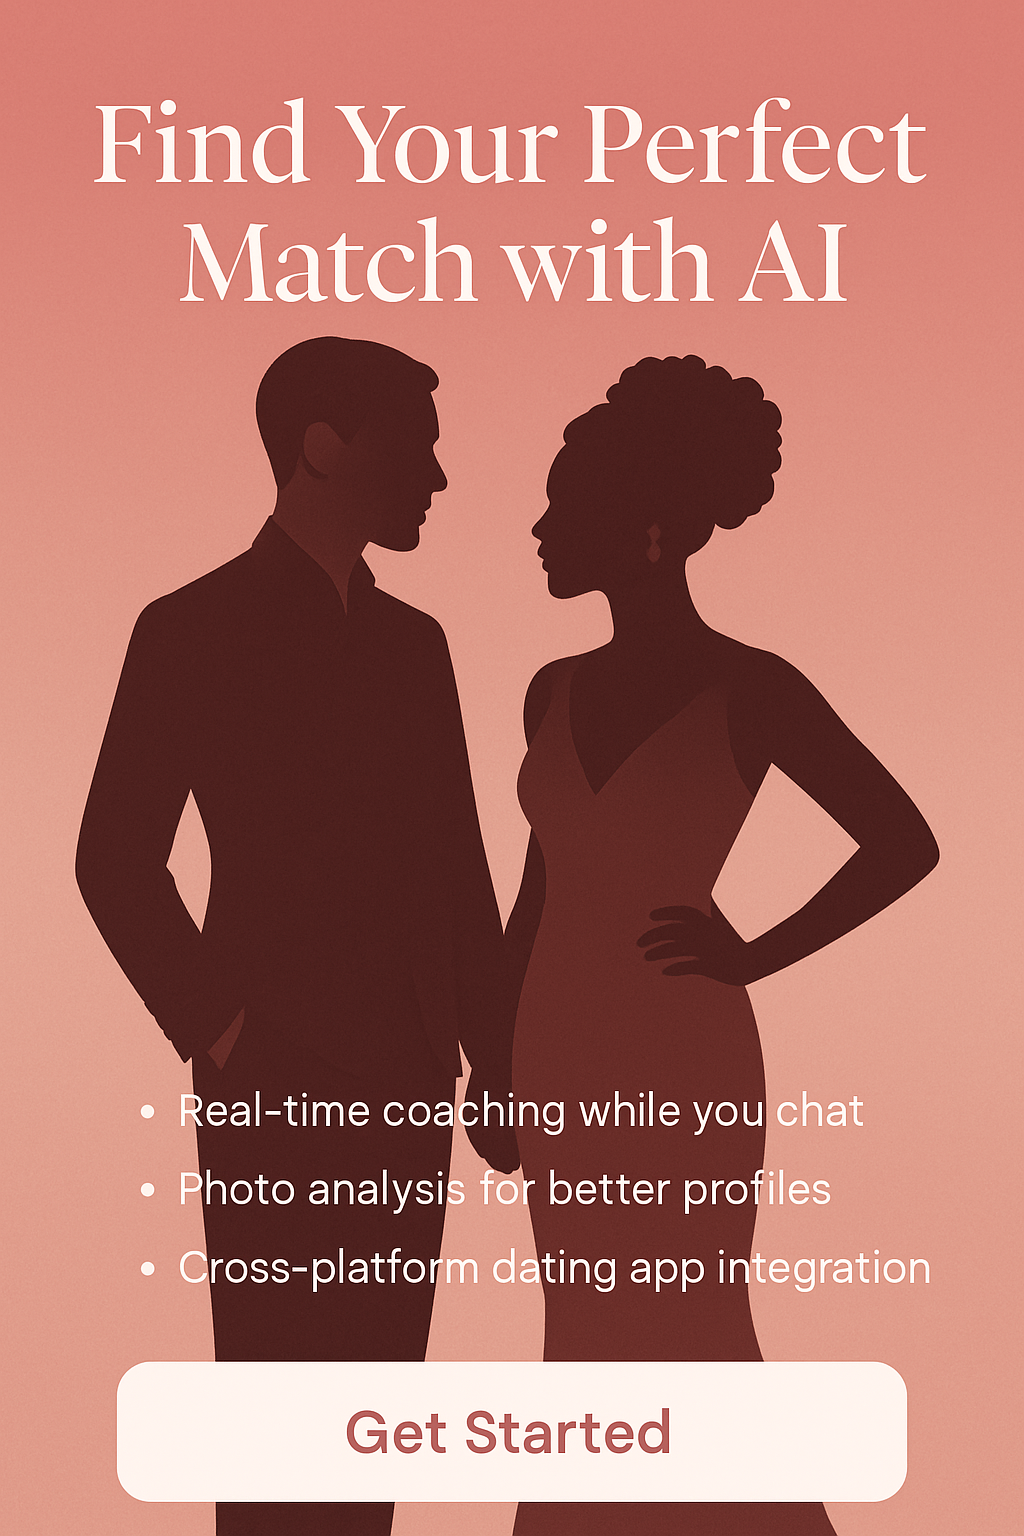 Find Your Perfect
Match with AI
• Real-time coaching while you chat
• Photo analysis for better profiles
• Cross-platform dating app integration
Get Started